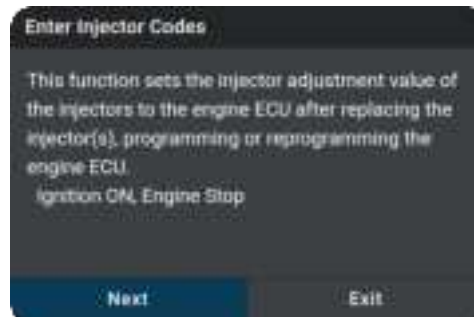 Enter Injector Codes
This function sets the injector adjustment value of
the injectors to the engine ECU after replacing the
injector(s), programming or reprogramming the
engine ECU.
Ignition ON, Engine Stop
Next
Exit